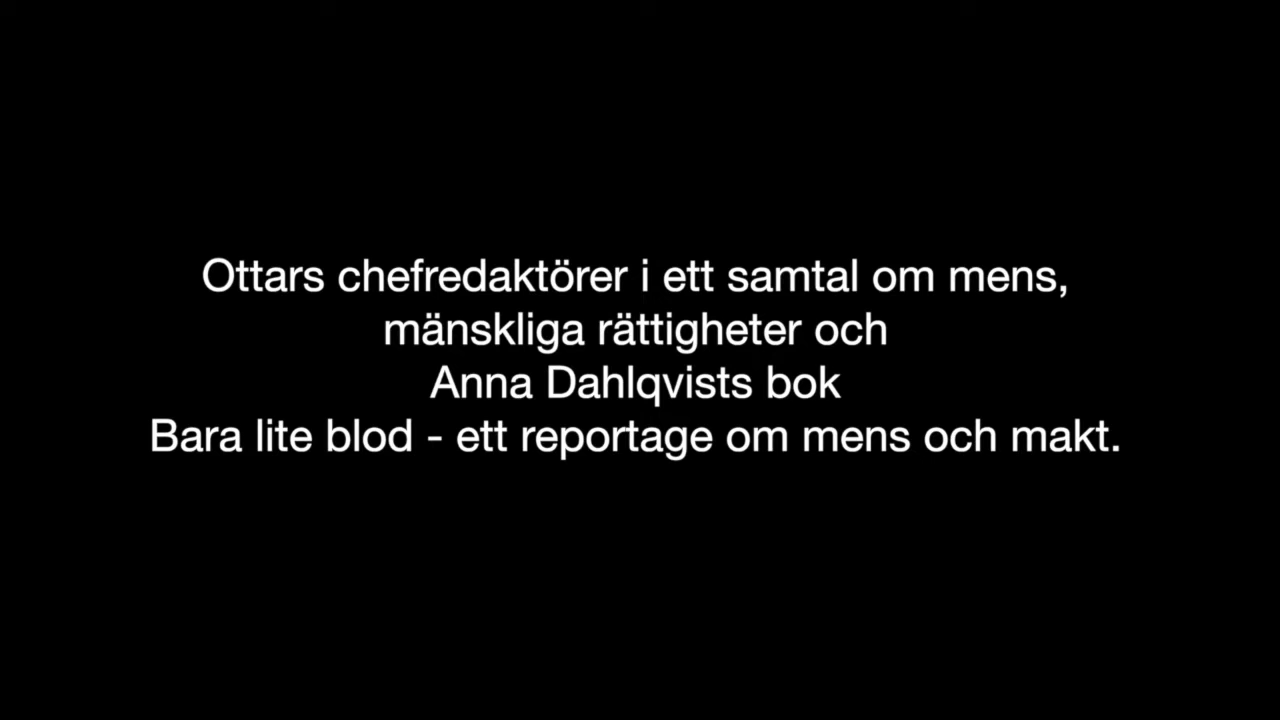 Ottars chefredaktörer i ett samtal om mens,
mänskliga rättigheter och
Anna Dahlqvists bok
Bara lite blod - ett reportage om mens och makt.